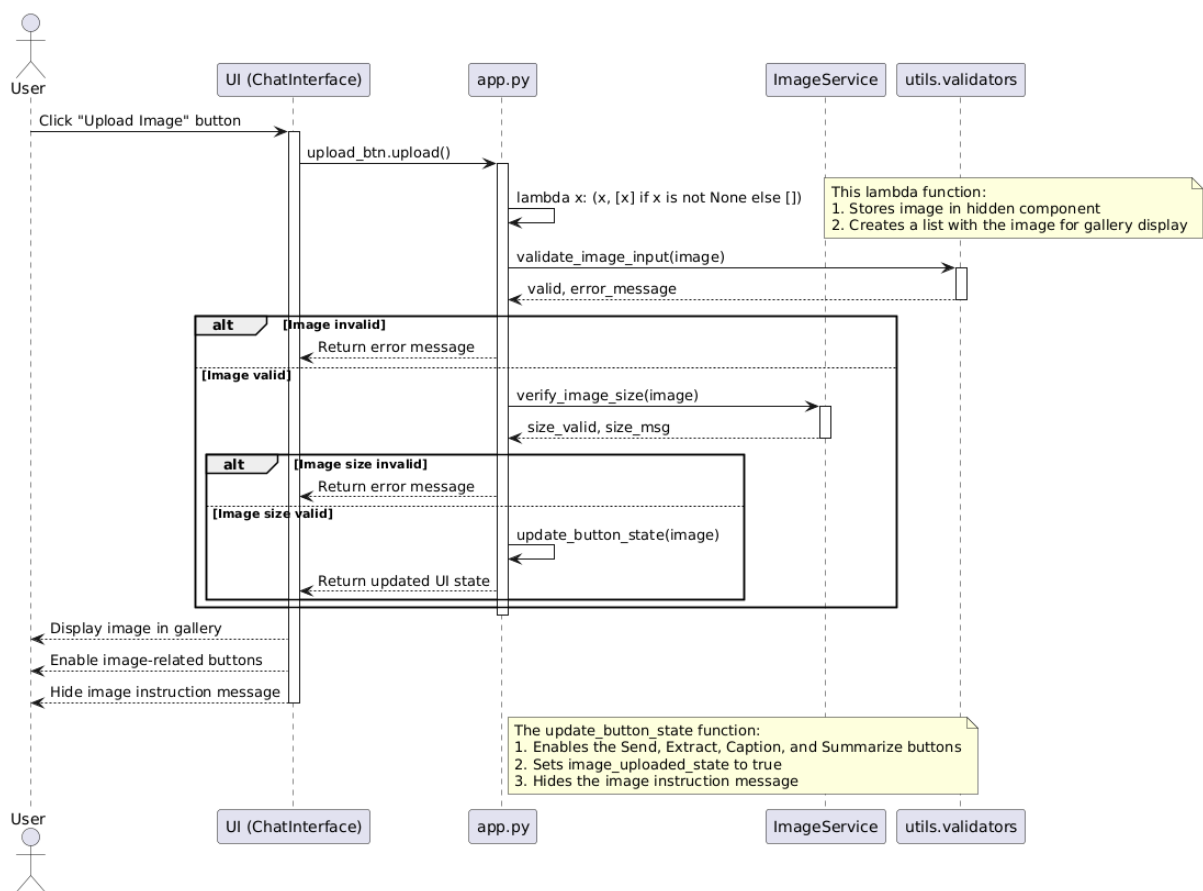 User
UI (ChatInterface)
app.py
ImageService
utils.validators
Click "Upload Image" button
upload_btn.upload()
lambda x: (x, [x] if x is not None else [])
This lambda function:
1. Stores image in hidden component
2. Creates a list with the image for gallery display
validate_image_input(image)
valid, error_message
alt
[Image invalid]
Return error message
[Image valid]
verify_image_size(image)
size_valid, size_msg
alt
[Image size invalid]
Return error message
[Image size valid]
update_button_state(image)
Return updated UI state
Display image in gallery
Enable image-related buttons
Hide image instruction message
The update_button_state function:
1. Enables the Send, Extract, Caption, and Summarize buttons
2. Sets image_uploaded_state to true
3. Hides the image instruction message
User
UI (ChatInterface)
app.py
ImageService
utils.validators